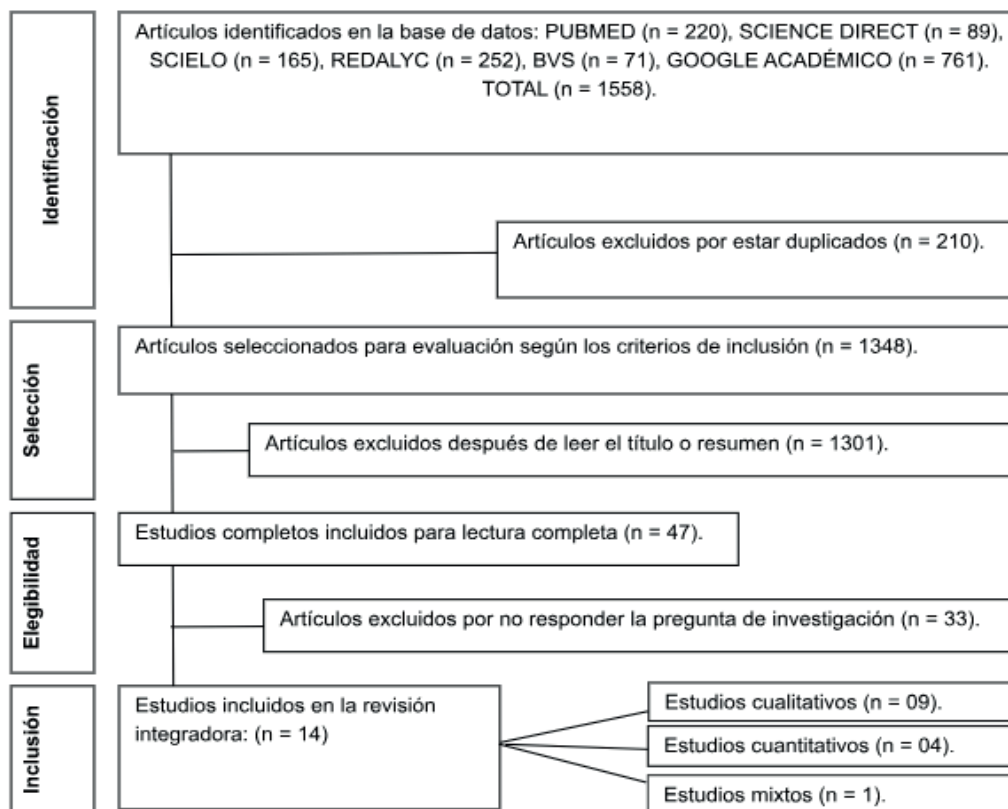 Identificación
Artículos identificados en la base de datos: PUBMED (n = 220), SCIENCE DIRECT (n = 89),
SCIELO (n = 165), REDALYC (n = 252), BVS (n = 71), GOOGLE ACADÉMICO (n = 761).
TOTAL (n = 1558).
Artículos excluidos por estar duplicados (n = 210).
Selección
Artículos seleccionados para evaluación según los criterios de inclusión (n = 1348).
Artículos excluidos después de leer el título o resumen (n = 1301).
Elegibilidad
Estudios completos incluidos para lectura completa (n = 47).
Artículos excluidos por no responder la pregunta de investigación (n = 33).
Inclusión
Estudios incluidos en la revisión
integradora: (n = 14)
Estudios cualitativos (n = 09).
Estudios cuantitativos (n = 04).
Estudios mixtos (n = 1).